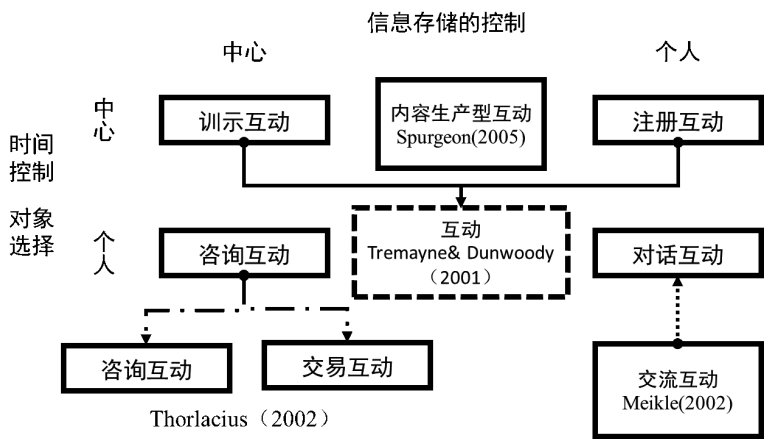 信息存储的控制
中心
个人
中心
训示互动
内容生产型互动
Spurgeon(2005)
注册互动
时间
控制
对象
选择
个人
咨询互动
互动
Tremayne& Dunwoody
（2001）
对话互动
咨询互动
交易互动
交流互动
Meikle(2002)
Thorlacius（2002）